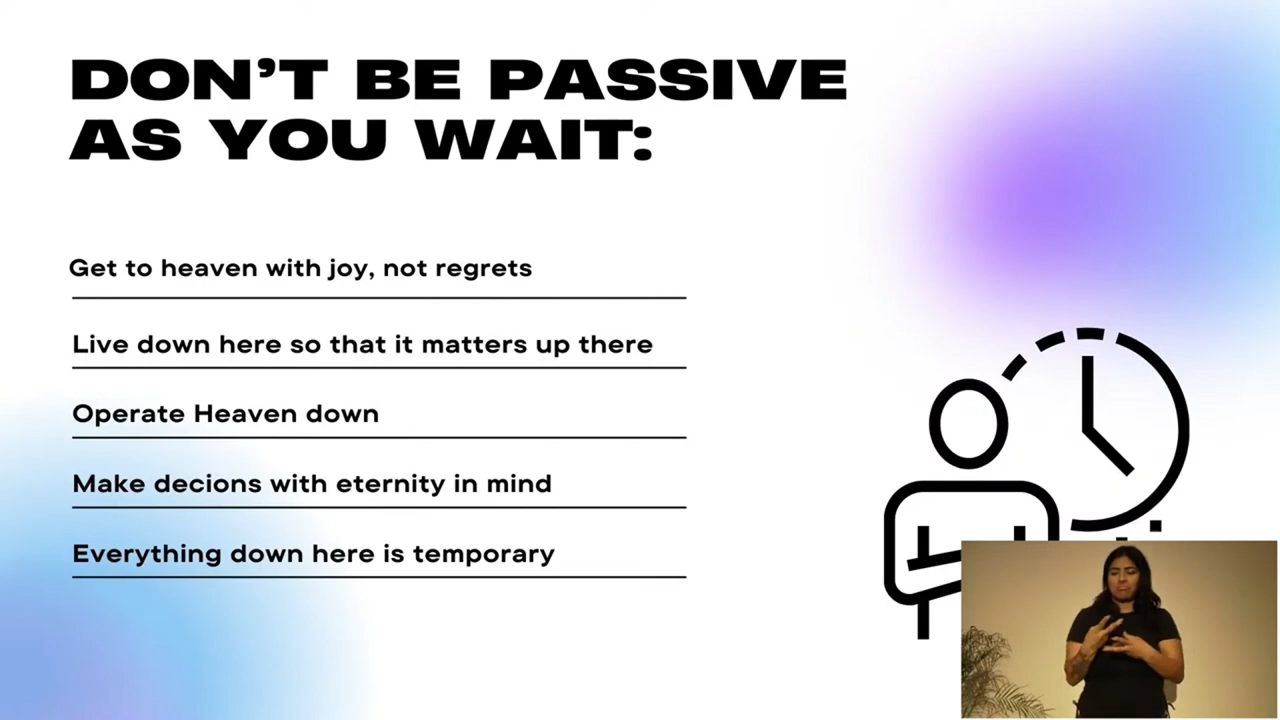 DON'T BE PASSIVE
AS YOU WAIT:
Get to heaven with joy, not regrets
Live down here so that it matters up there
Operate Heaven down
Make decions with eternity in mind
Everything down here is temporary